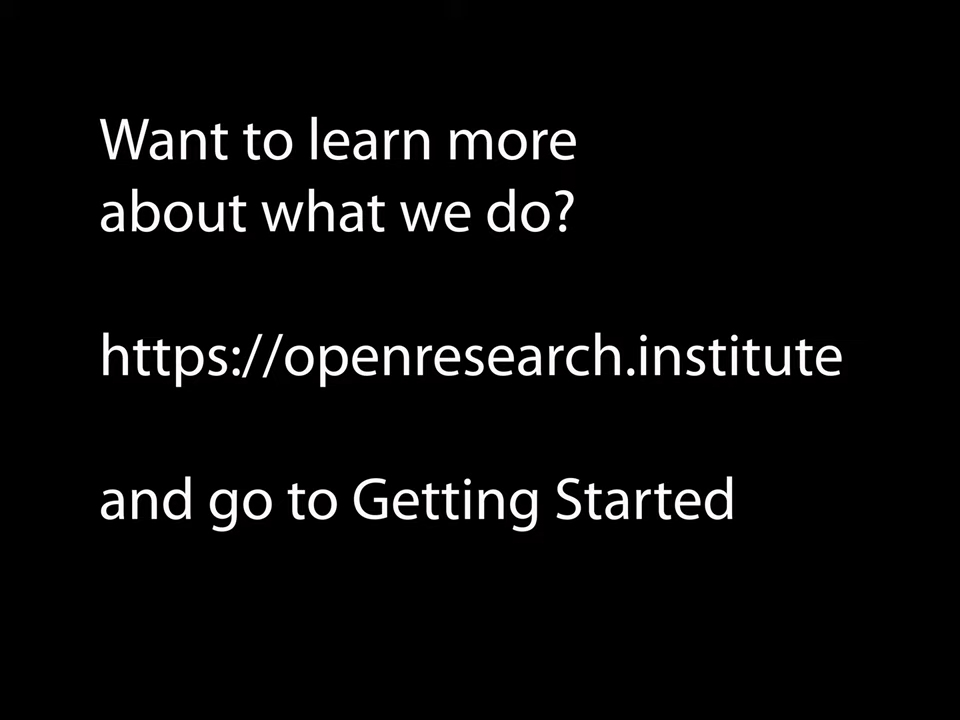 Want to learn more
about what we do?
https://openresearch.institute
and go to Getting Started